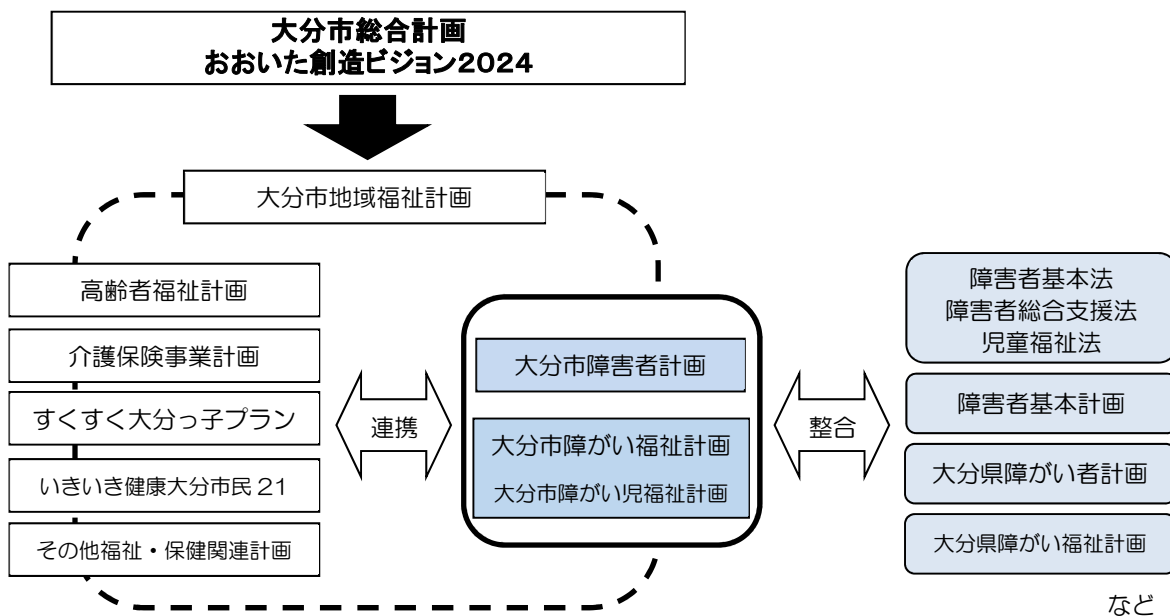 大分市総合計画
おおいた創造ビジョン2024
大分市地域福祉計画
高齢者福祉計画
介護保険事業計画
すくすく大分っ子プラン
いきいき健康大分市民21
その他福祉・保健関連計画
連携
大分市障害者計画
大分市障がい福祉計画
大分市障がい児福祉計画
整合
障害者基本法
障害者総合支援法
児童福祉法
障害者基本計画
大分県障がい者計画
大分県障がい福祉計画
など